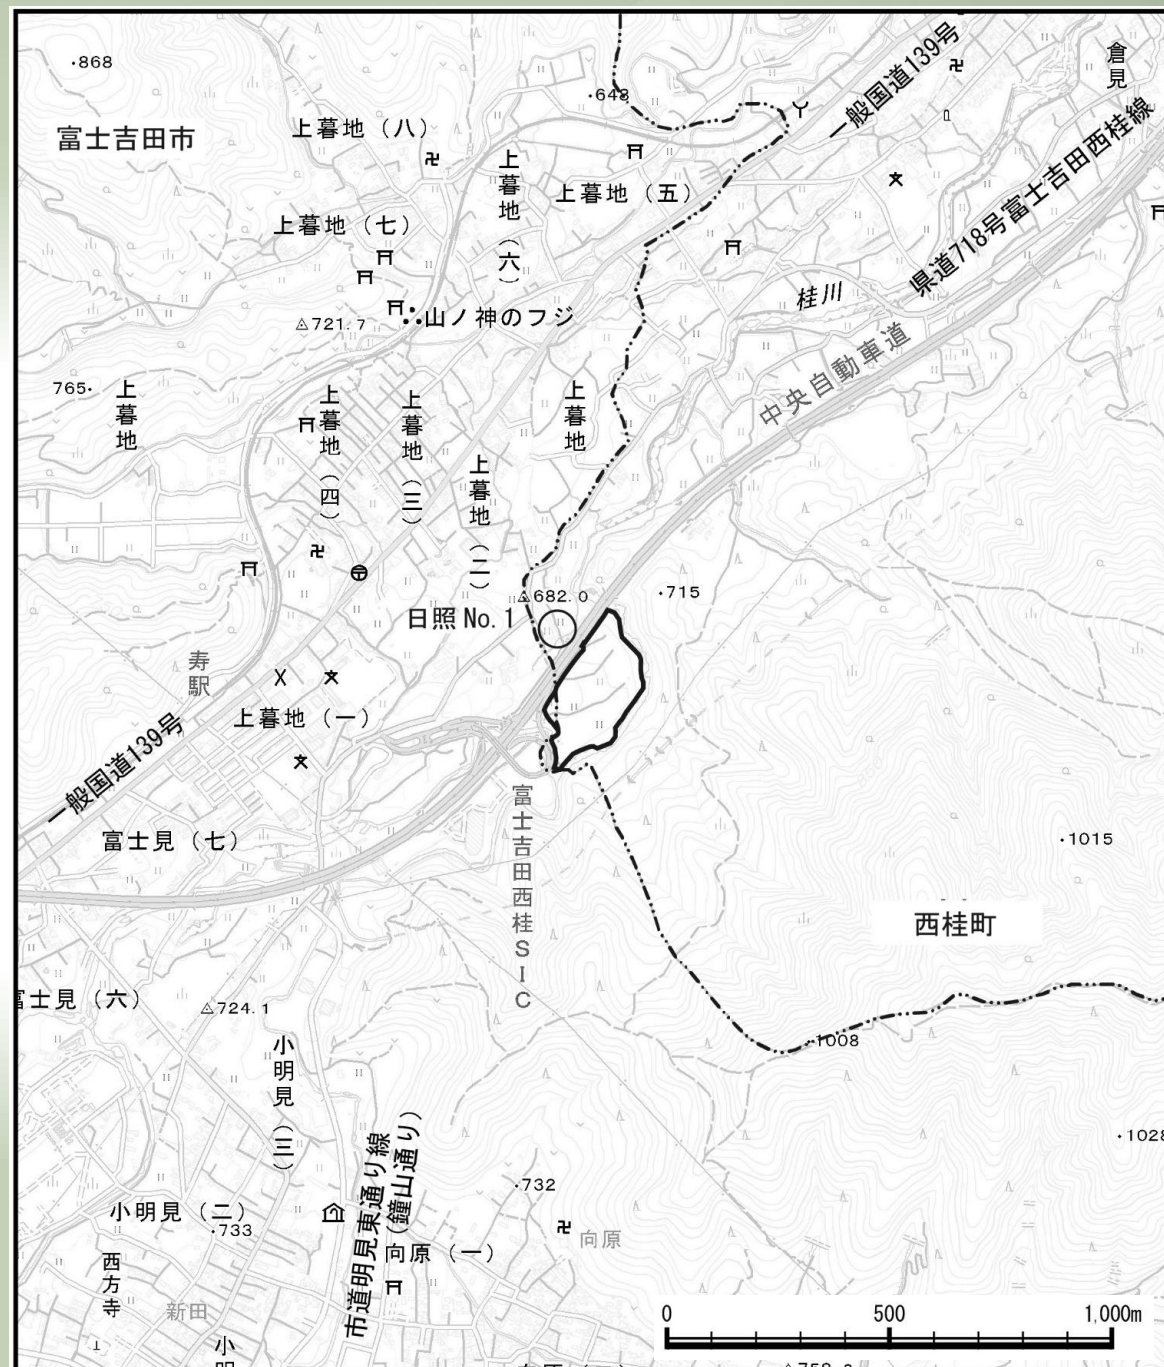 868
富士吉田市
上暮地（八）
648
一般国道139号
倉見
上暮地（六）
上暮地（五）
県道718号富士吉田西桂線
上暮地（七）
桂川
山ノ神のフジ
721.7
中央自動車道
765
上暮地
上暮地（四）
上暮地（三）
上暮地
上暮地（二）
682.0
715
日照 No.1
寿駅
上暮地（一）
一般国道139号
富士吉田西桂SIC
富士見（七）
1015
西桂町
富士見（六）
724.1
1008
小明見（三）
市道明見東通り線
（鐘山通り）
1028
732
小明見（二）
733
向原
向原（一）
西方寺
新田
0 500 1,000m